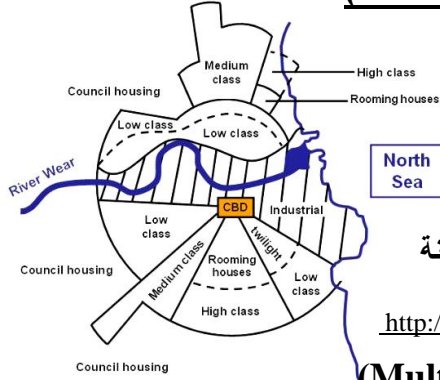 (
Medium
class
High class
Rooming houses
Council housing
Low class
Low class
River Wear
North
Sea
CBD
Industrial
Low
class
twilight
Medium class
Rooming
houses
Low
class
High class
Council housing
Council housing
http:/
(Mult